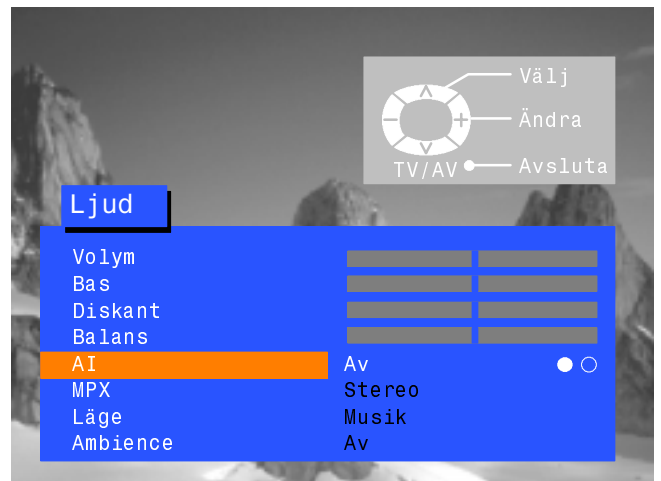 Välj
Ändra
TV/AV Avsluta
Ljud
Volym
Bas
Diskant
Balans
AI Av
MPX Stereo
Läge Musik
Ambience Av